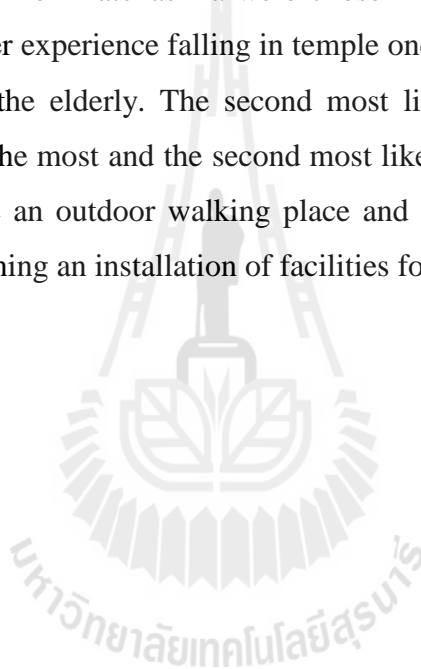 er experience falling in temple on
the elderly. The second most li
he most and the second most like
an outdoor walking place and
ning an installation of facilities fo
มหาวิทยาลัยเทคโนโลยีสุรนารี